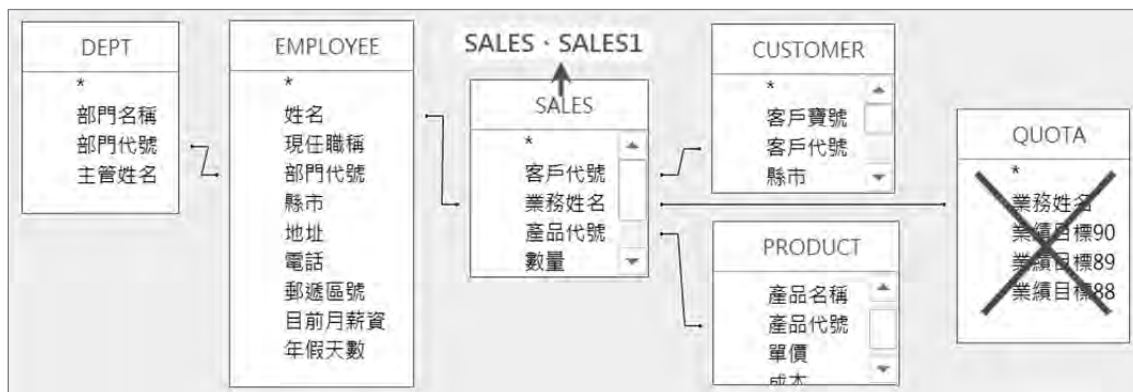 DEPT
*
部門名稱
部門代號
主管姓名
EMPLOYEE
*
姓名
現任職稱
部門代號
縣市
地址
電話
郵遞區號
目前月薪資
年假天數
SALES、SALES1
SALES
*
客戶代號
業務姓名
產品代號
數量
CUSTOMER
*
客戶寶號
客戶代號
縣市
PRODUCT
產品名稱
產品代號
單價
成本
QUOTA
*
業務姓名
業績目標90
業績目標89
業績目標88